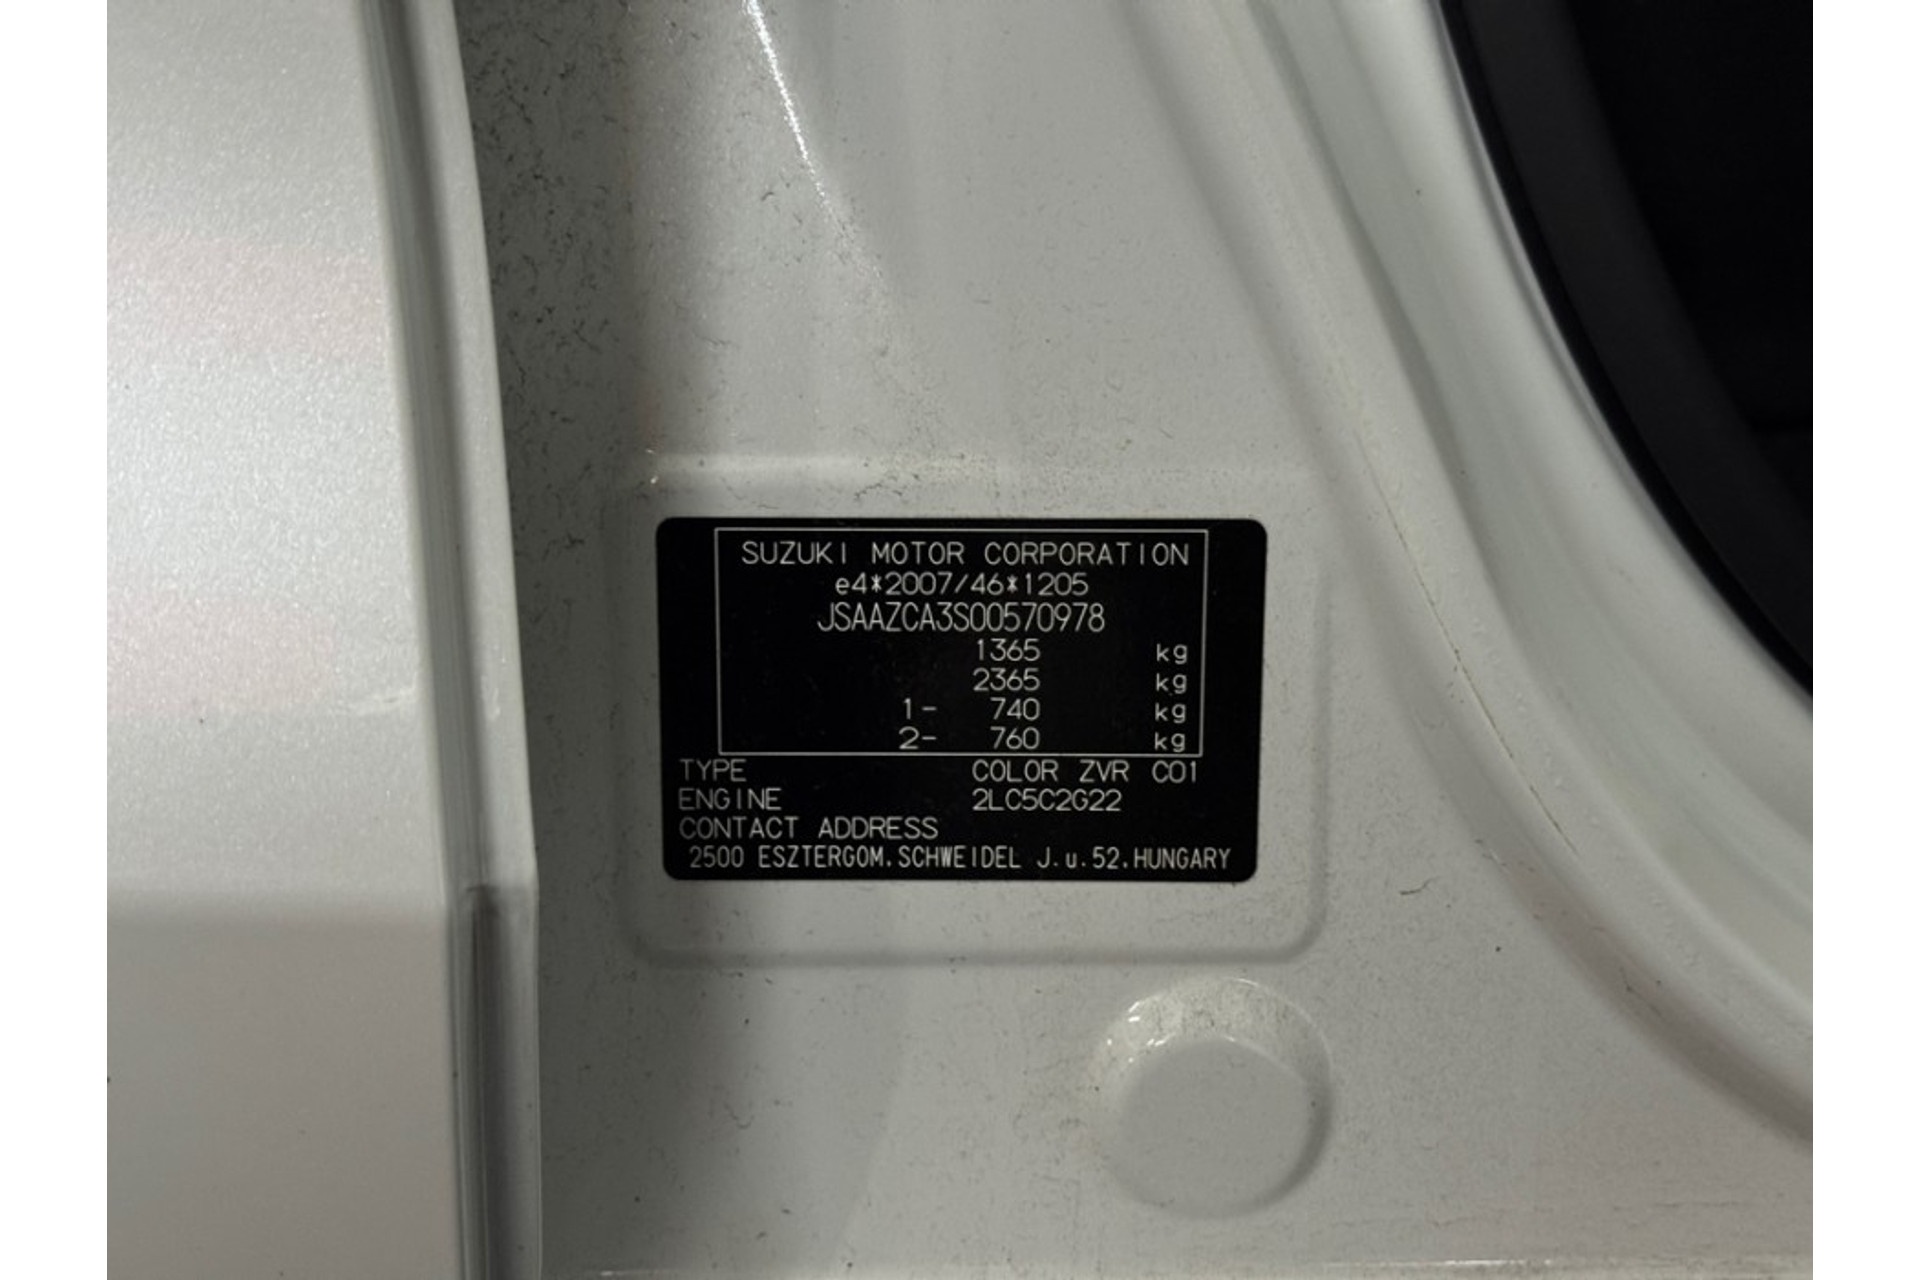 SUZUKI MOTOR CORPORATION
e4*2007/46*1205
JSAAZCA3S00570978
1365 kg
2365 kg
1- 740 kg
2- 760 kg
TYPE COLOR ZVR C01
ENGINE 2LC5C2G22
CONTACT ADDRESS
2500 ESZTERGOM.SCHWEIDEL J.u.52.HUNGARY